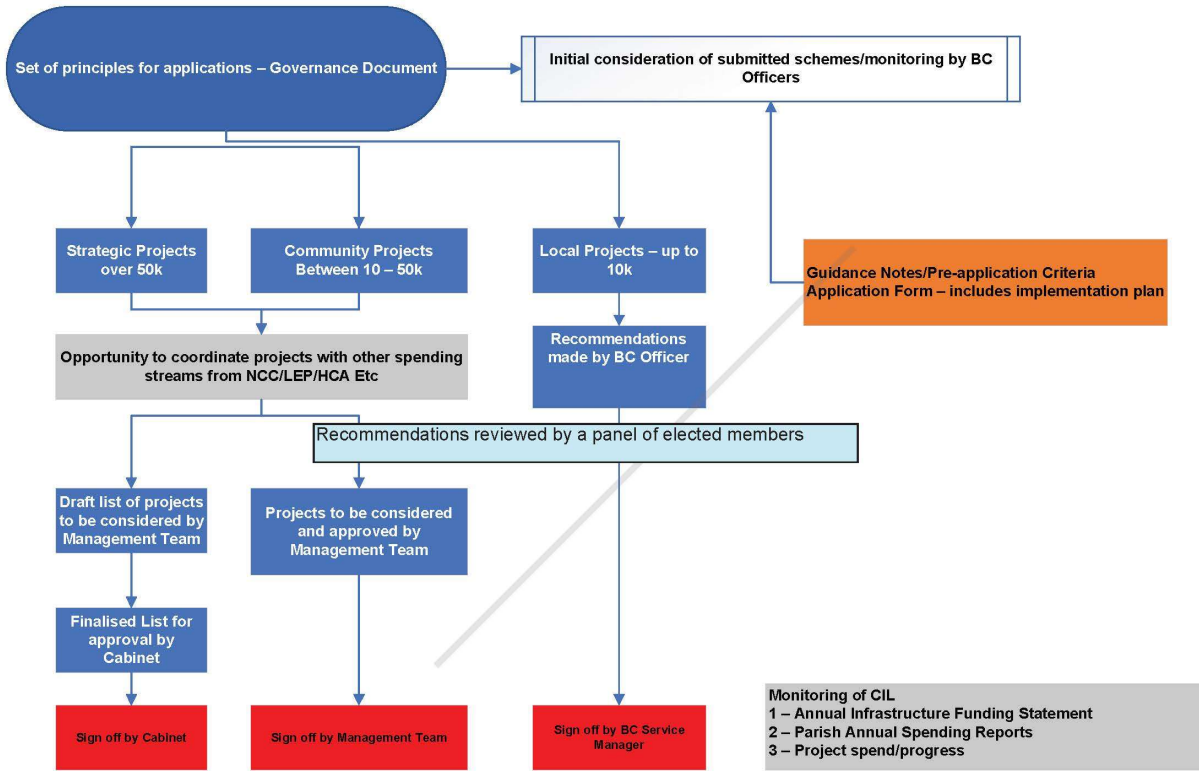 Set of principles for applications – Governance Document
Initial consideration of submitted schemes/monitoring by BC
Officers
Strategic Projects
over 50k
Community Projects
Between 10 – 50k
Local Projects – up to
10k
Guidance Notes/Pre-application Criteria
Application Form – includes implementation plan
Opportunity to coordinate projects with other spending
streams from NCC/LEP/HCA Etc
Recommendations
made by BC Officer
Recommendations reviewed by a panel of elected members
Draft list of projects
to be considered by
Management Team
Projects to be considered
and approved by
Management Team
Finalised List for
approval by
Cabinet
Sign off by Cabinet
Sign off by Management Team
Sign off by BC Service
Manager
Monitoring of CIL
1 – Annual Infrastructure Funding Statement
2 – Parish Annual Spending Reports
3 – Project spend/progress